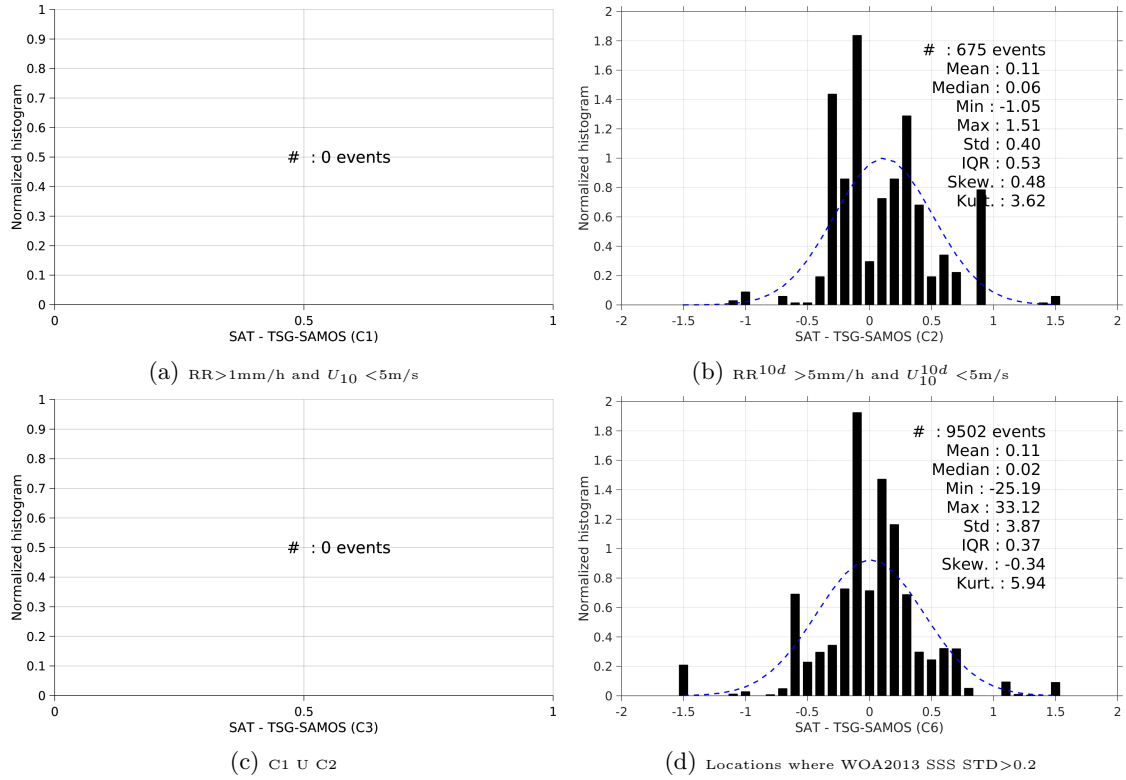 1
0.9
0.8
0.7
0.6
0.5
0.4
0.3
0.2
0.1
0
Normalized histogram
# : 0 events
0 0.5 1
SAT - TSG-SAMOS (C1)
(a) RR>1mm/h and U10 <5m/s
2
1.8
1.6
1.4
1.2
1
0.8
0.6
0.4
0.2
0
Normalized histogram
# : 675 events
Mean : 0.11
Median : 0.06
Min : -1.05
Max : 1.51
Std : 0.40
IQR : 0.53
Skew. : 0.48
Kurt. : 3.62
-2 -1.5 -1 -0.5 0 0.5 1 1.5 2
SAT - TSG-SAMOS (C2)
(b) RR10d >5mm/h and U10d10 <5m/s
1
0.9
0.8
0.7
0.6
0.5
0.4
0.3
0.2
0.1
0
Normalized histogram
# : 0 events
0 0.5 1
SAT - TSG-SAMOS (C3)
(c) C1 U C2
2
1.8
1.6
1.4
1.2
1
0.8
0.6
0.4
0.2
0
Normalized histogram
# : 9502 events
Mean : 0.11
Median : 0.02
Min : -25.19
Max : 33.12
Std : 3.87
IQR : 0.37
Skew. : -0.34
Kurt. : 5.94
-2 -1.5 -1 -0.5 0 0.5 1 1.5 2
SAT - TSG-SAMOS (C6)
(d) Locations where WOA2013 SSS STD>0.2